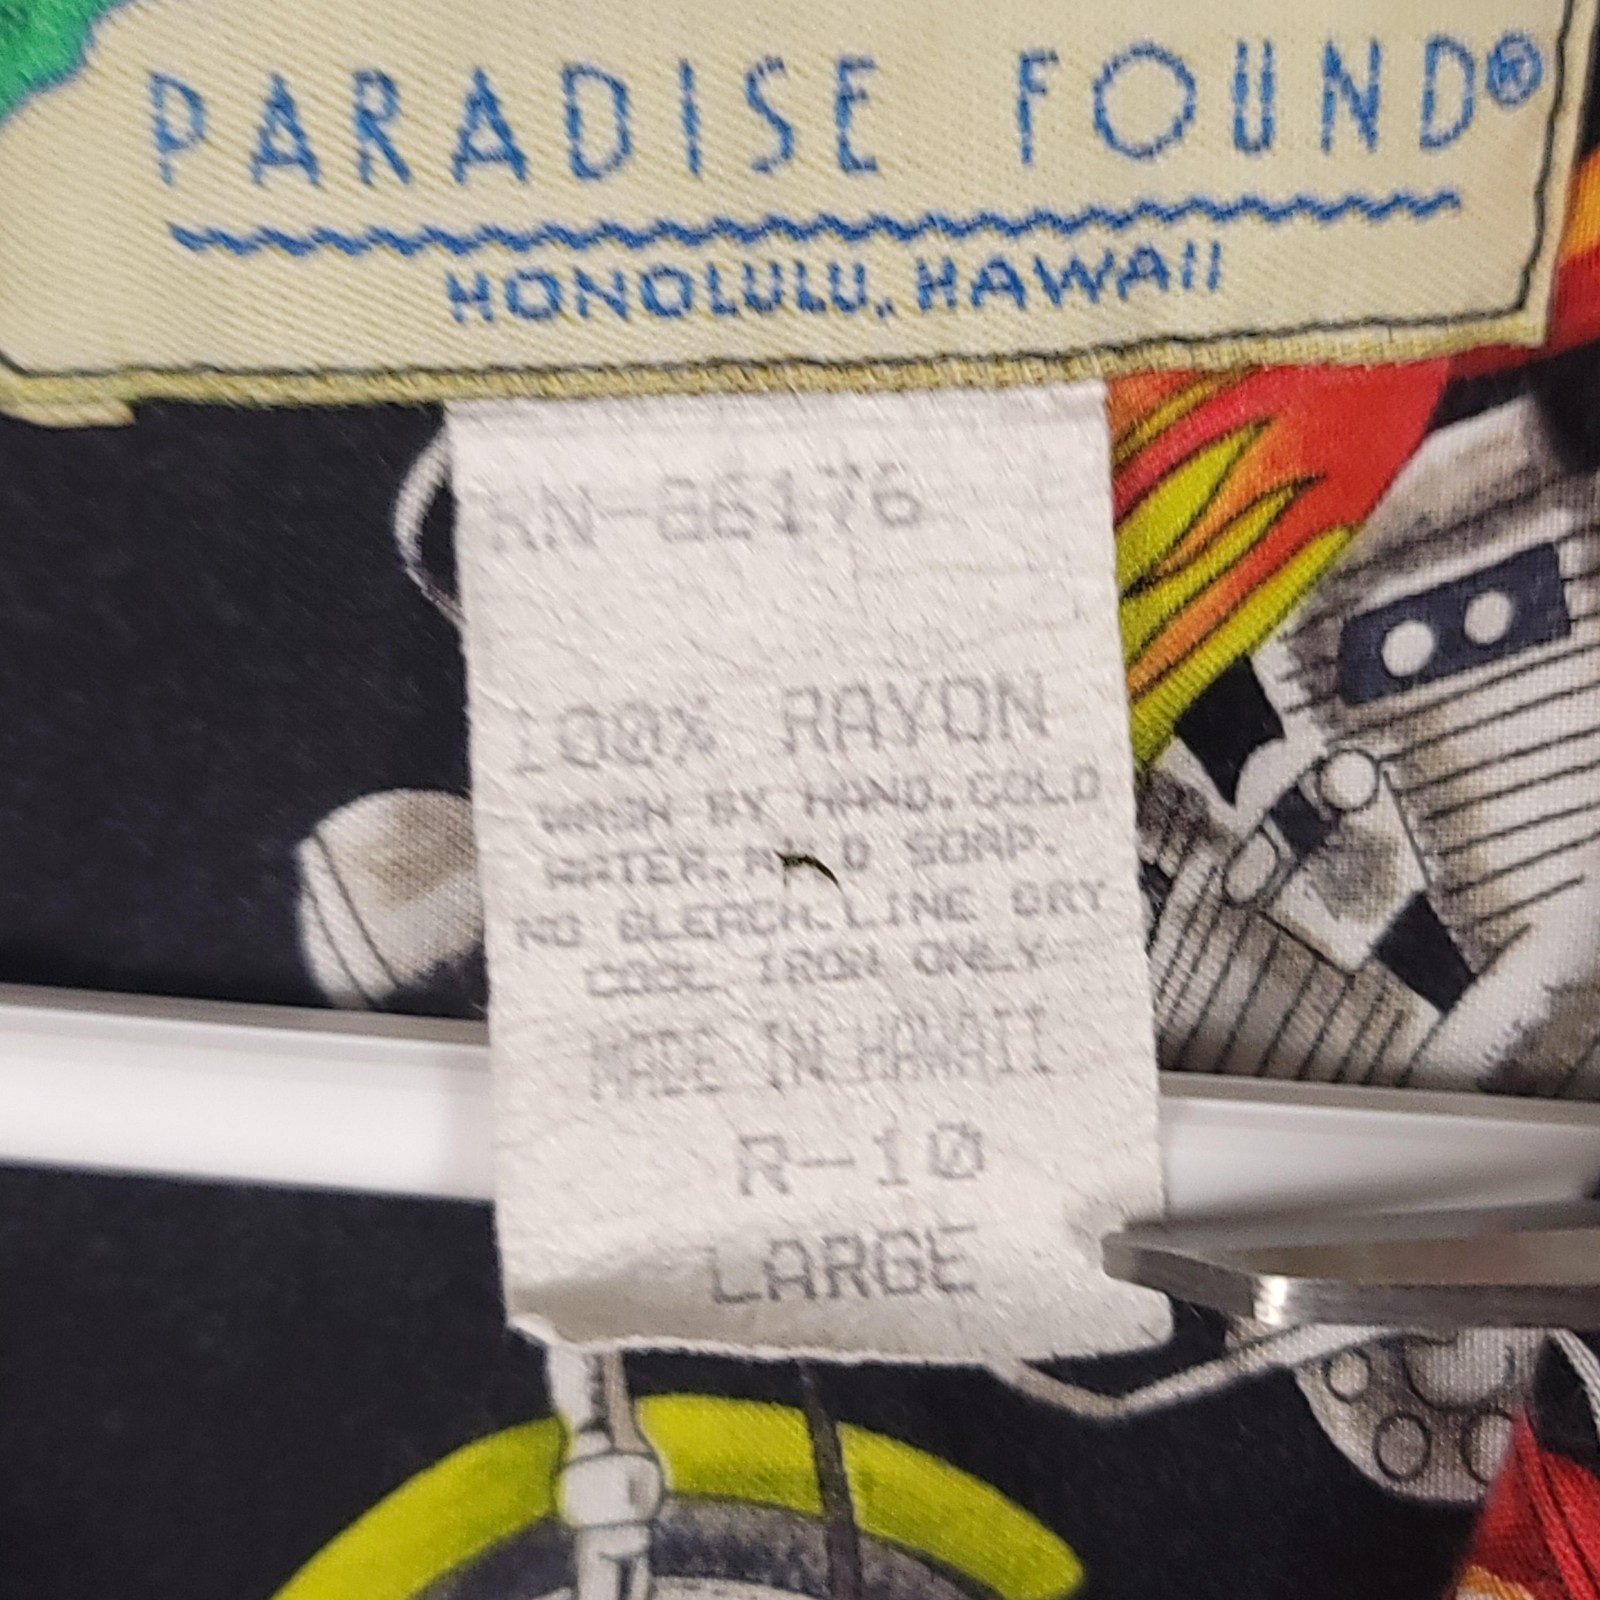 PARADISE FOUND®
HONOLULU, HAWAII
RN-86176
100% RAYON
WASH BY HAND. COLD
WATER. MILD SOAP.
NO BLEACH. LINE DRY
COOL IRON ONLY
MADE IN HAWAII
R-10
LARGE